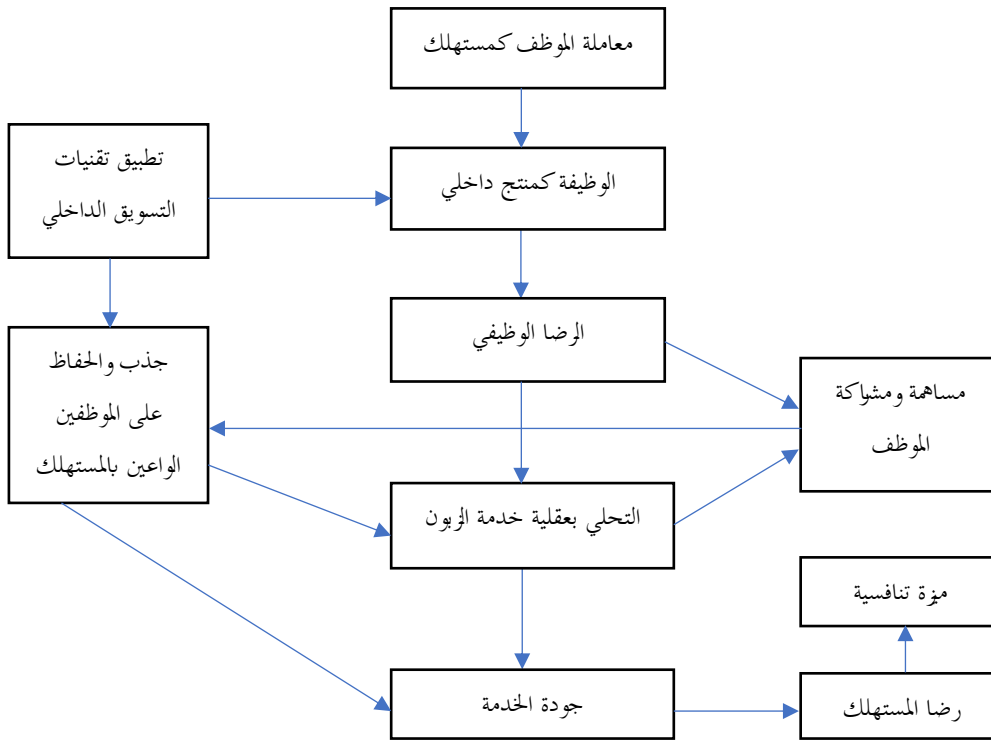 معاملة الموظف كمستهلك
تطبيق تقنيات
التسويق الداخلي
الوظيفة كمنتج داخلي
الرضا الوظيفي
جذب والحفاظ
على الموظفين
الواعين بالمستهلك
مساهمة ومشاركة
الموظف
التحلي بعقلية خدمة الزبون
ميزة تنافسية
جودة الخدمة
رضا المستهلك